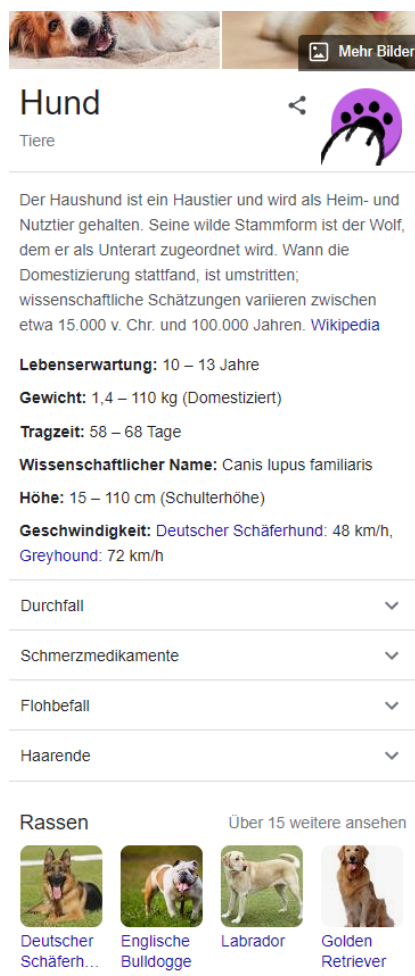 Mehr Bilder
Hund
Tiere
Der Haushund ist ein Haustier und wird als Heim- und
Nutztier gehalten. Seine wilde Stammform ist der Wolf,
dem er als Unterart zugeordnet wird. Wann die
Domestizierung stattfand, ist umstritten;
wissenschaftliche Schätzungen variieren zwischen
etwa 15.000 v. Chr. und 100.000 Jahren. Wikipedia
Lebenserwartung: 10 – 13 Jahre
Gewicht: 1,4 – 110 kg (Domestiziert)
Tragzeit: 58 – 68 Tage
Wissenschaftlicher Name: Canis lupus familiaris
Höhe: 15 – 110 cm (Schulterhöhe)
Geschwindigkeit: Deutscher Schäferhund: 48 km/h,
Greyhound: 72 km/h
Durchfall
Schmerzmedikamente
Flohbefall
Haarende
Rassen
Über 15 weitere ansehen
Deutscher
Schäferh...
Englische
Bulldogge
Labrador
Golden
Retriever